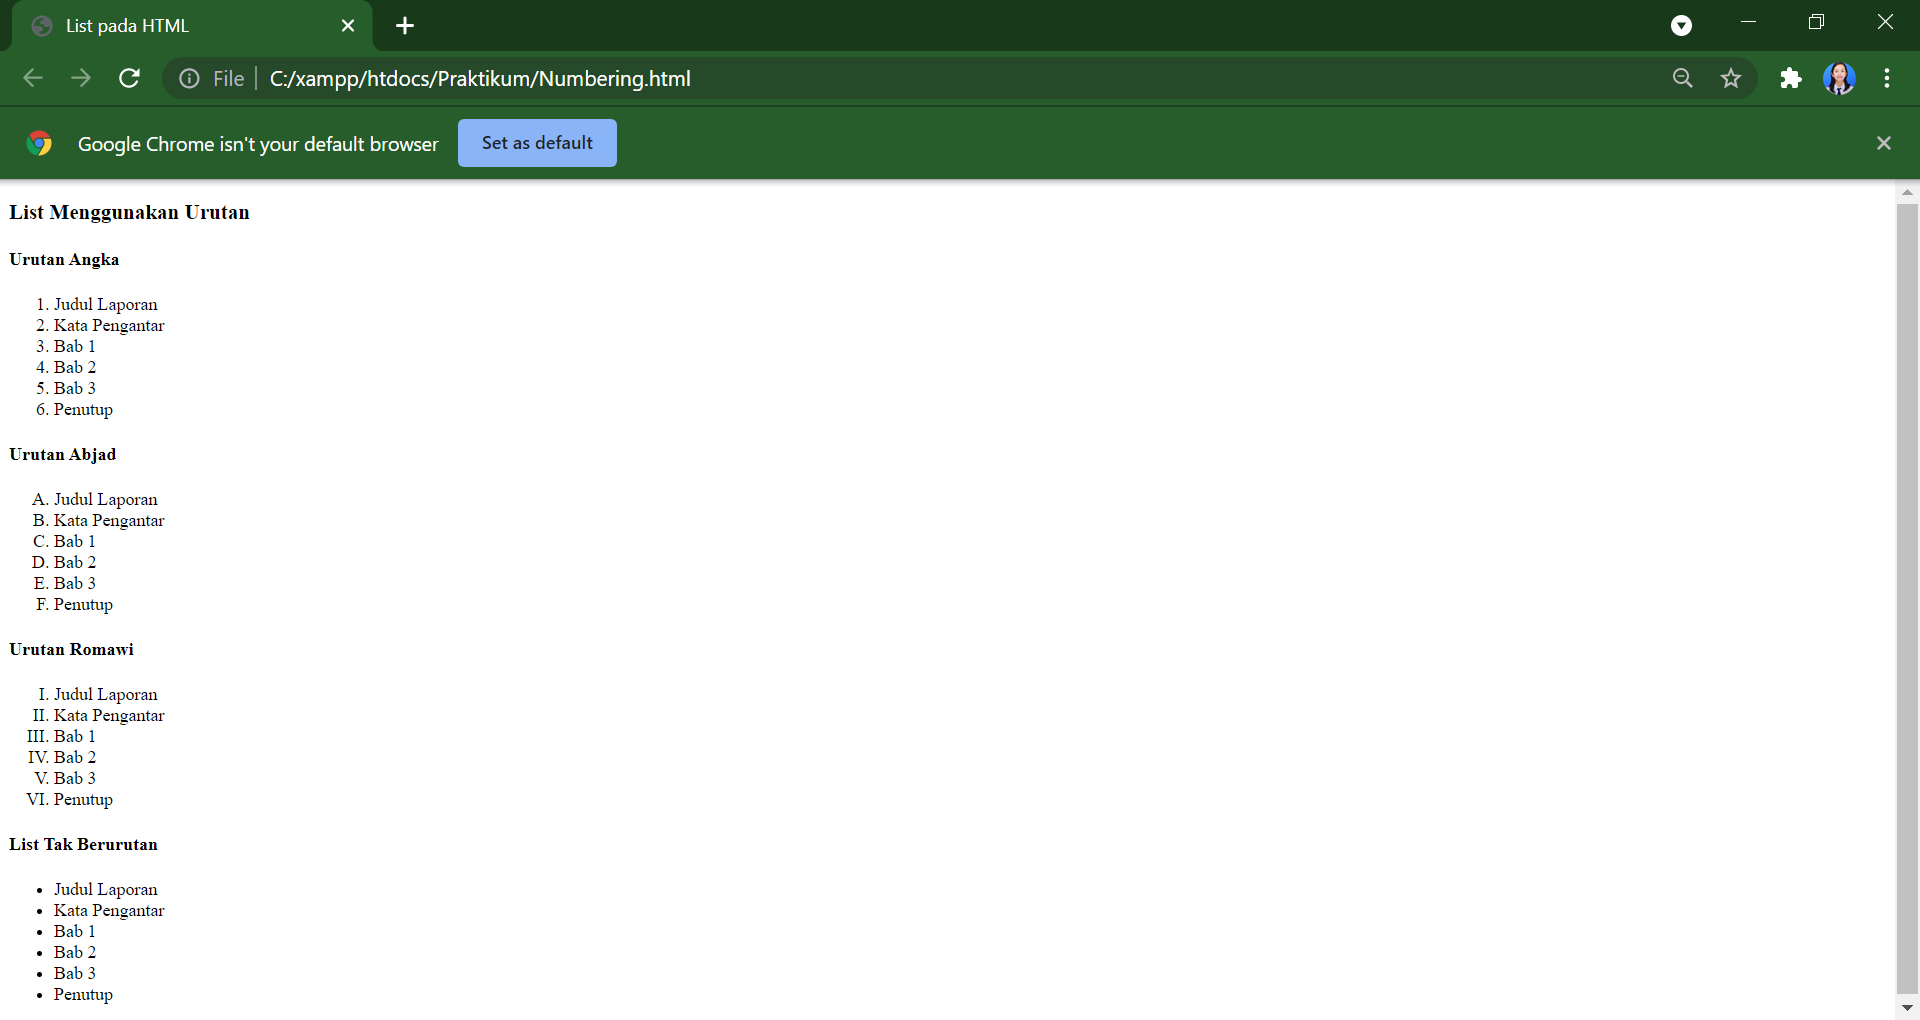 List pada HTML
File C:/xampp/htdocs/Praktikum/Numbering.html
Google Chrome isn't your default browser Set as default
List Menggunakan Urutan
Urutan Angka
1. Judul Laporan
2. Kata Pengantar
3. Bab 1
4. Bab 2
5. Bab 3
6. Penutup
Urutan Abjad
A. Judul Laporan
B. Kata Pengantar
C. Bab 1
D. Bab 2
E. Bab 3
F. Penutup
Urutan Romawi
I. Judul Laporan
II. Kata Pengantar
III. Bab 1
IV. Bab 2
V. Bab 3
VI. Penutup
List Tak Berurutan
• Judul Laporan
• Kata Pengantar
• Bab 1
• Bab 2
• Bab 3
• Penutup